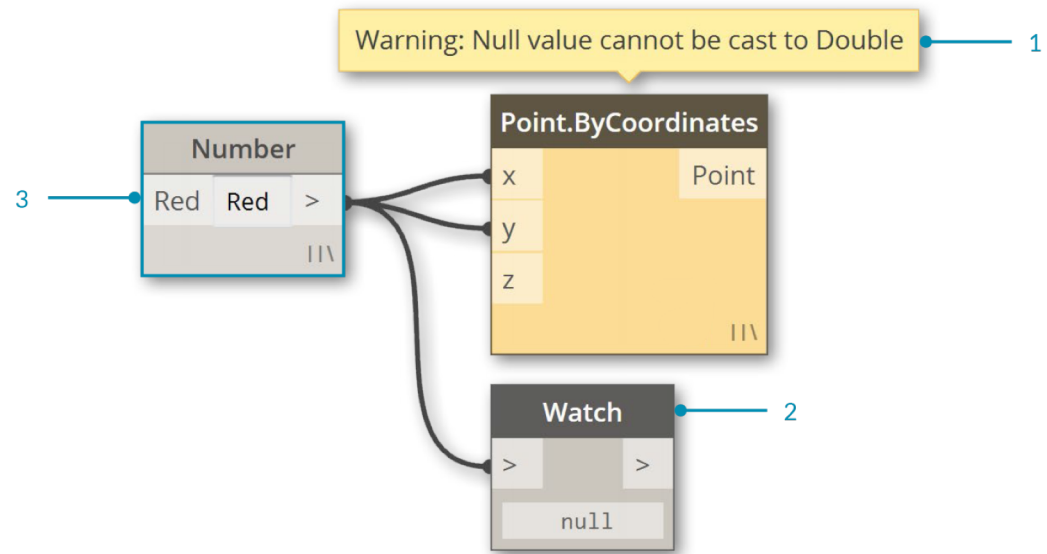 Warning: Null value cannot be cast to Double
1
Point.ByCoordinates
Number
x Point
3
Red Red >
y
|||\
z
||\
Watch
2
> >
null